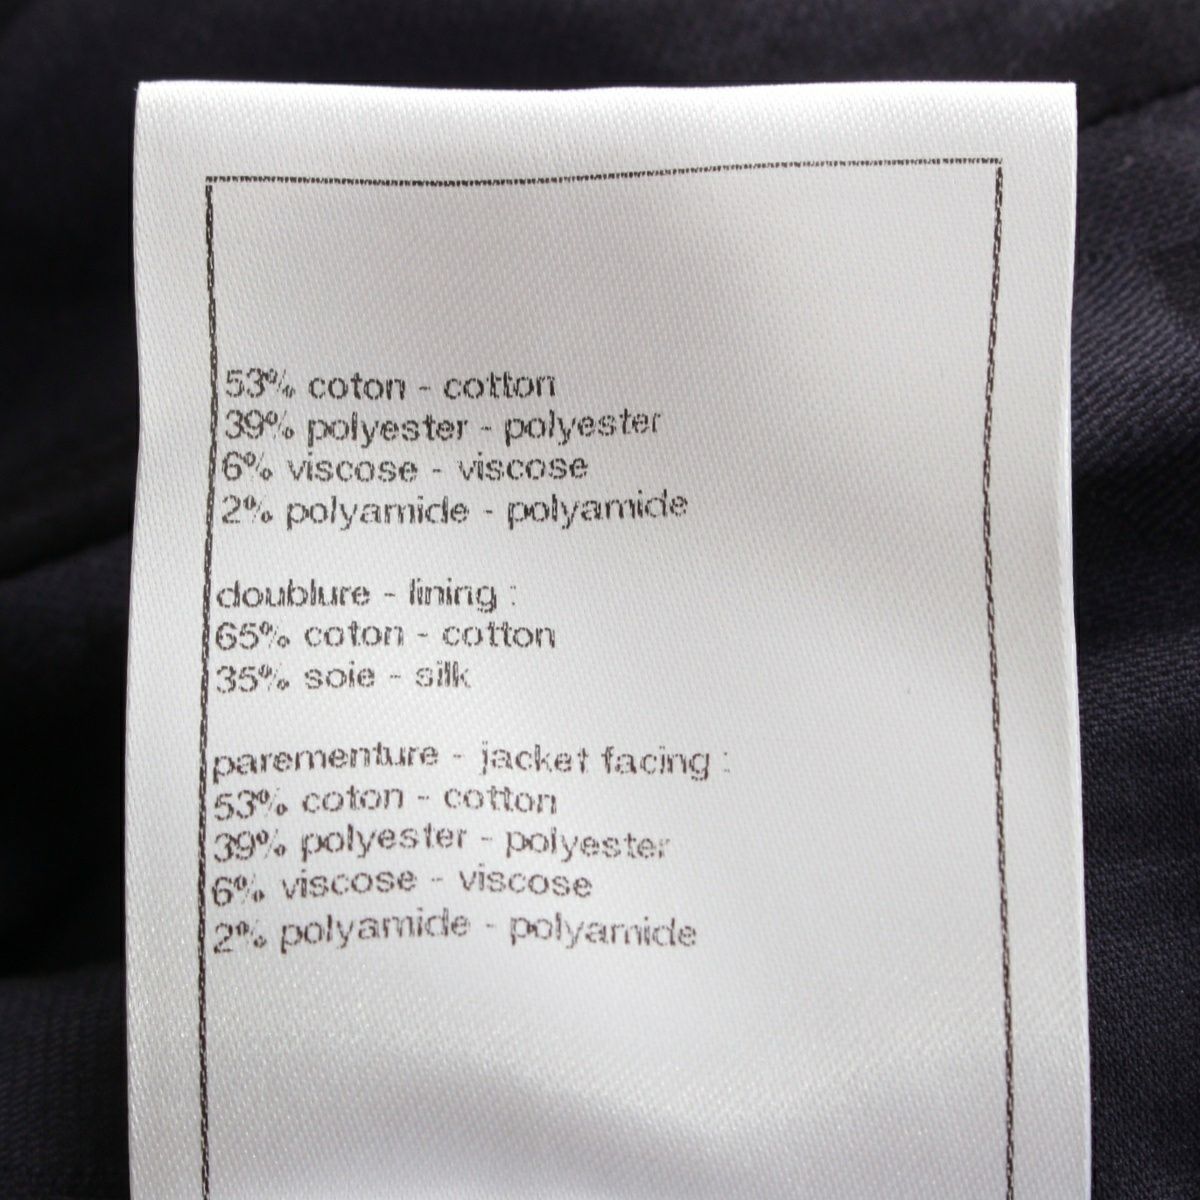 53% coton - cotton
39% polyester - polyester
6% viscose - viscose
2% polyamide - polyamide
doublure - lining :
65% coton - cotton
35% soie - silk
parementure - jacket facing :
53% coton - cotton
39% polyester - polyester
6% viscose - viscose
2% polyamide - polyamide